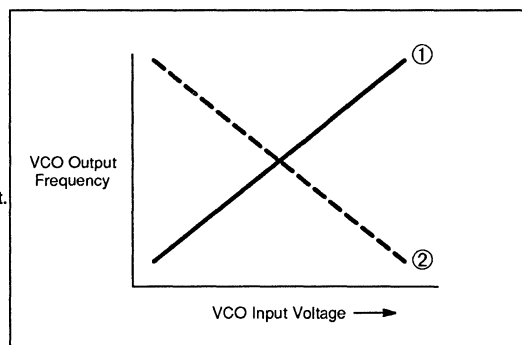 ①
VCO Output
Frequency
t.
②
VCO Input Voltage →